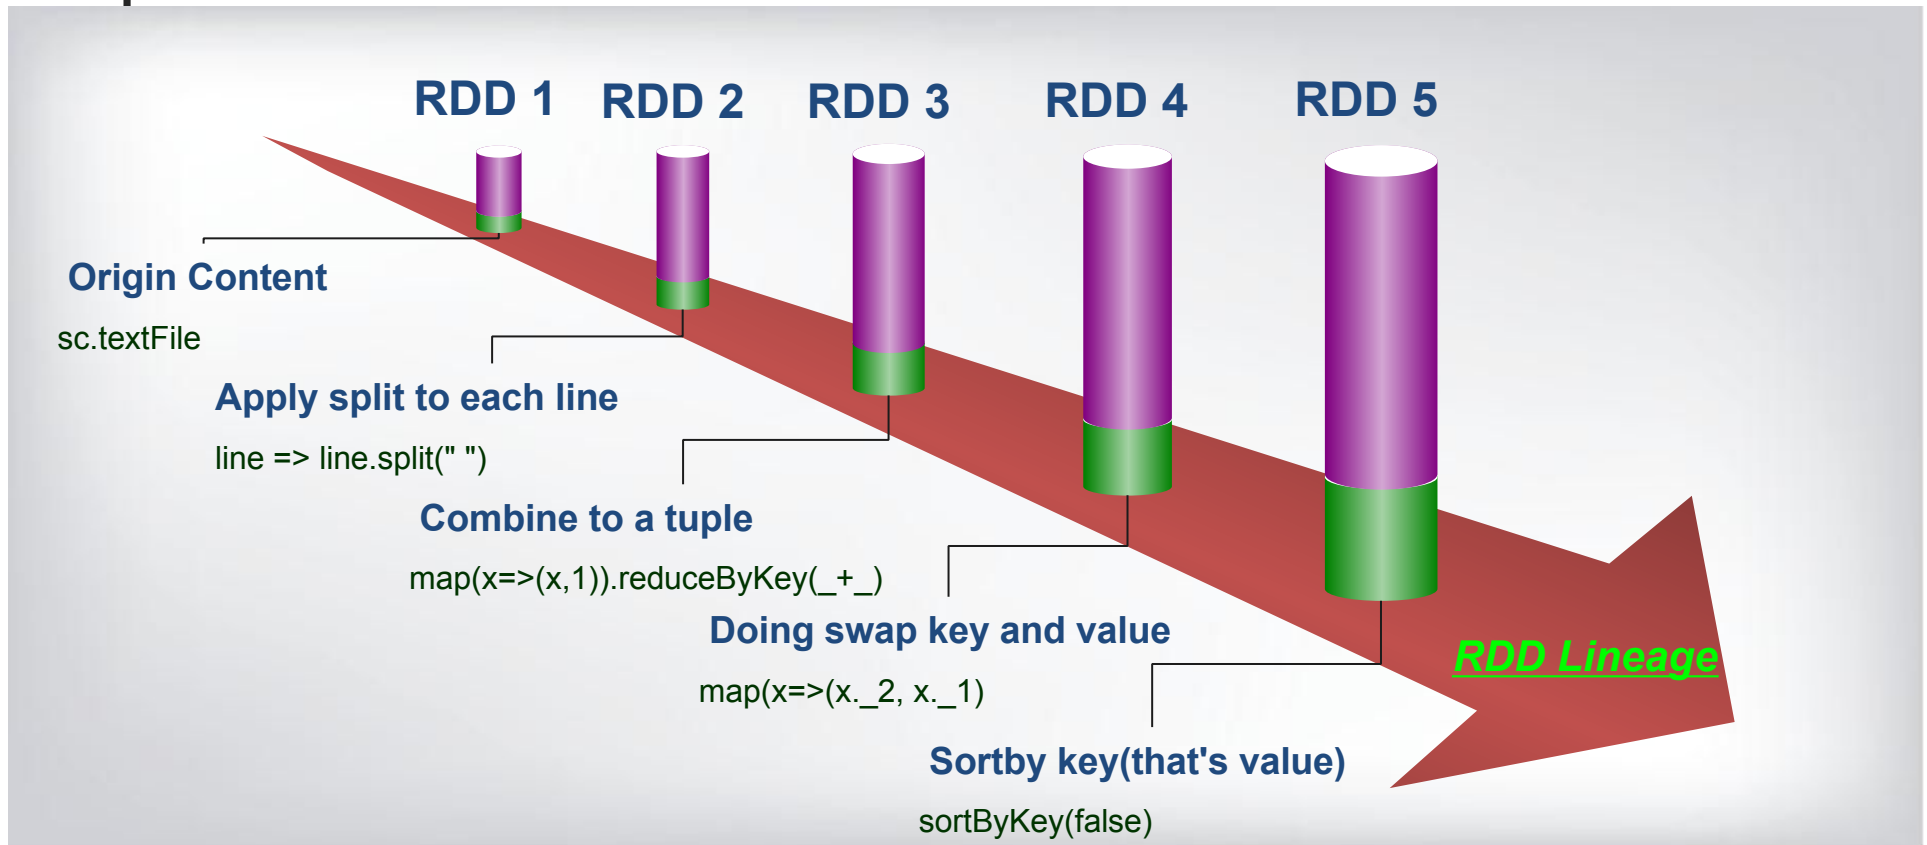 RDD 1
RDD 2
RDD 3
RDD 4
RDD 5
Origin Content
sc.textFile
Apply split to each line
line => line.split(" ")
Combine to a tuple
map(x=>(x,1)).reduceByKey(_+_)
Doing swap key and value
map(x=>(x._2, x._1)
Sortby key(that's value)
sortByKey(false)
RDD Lineage